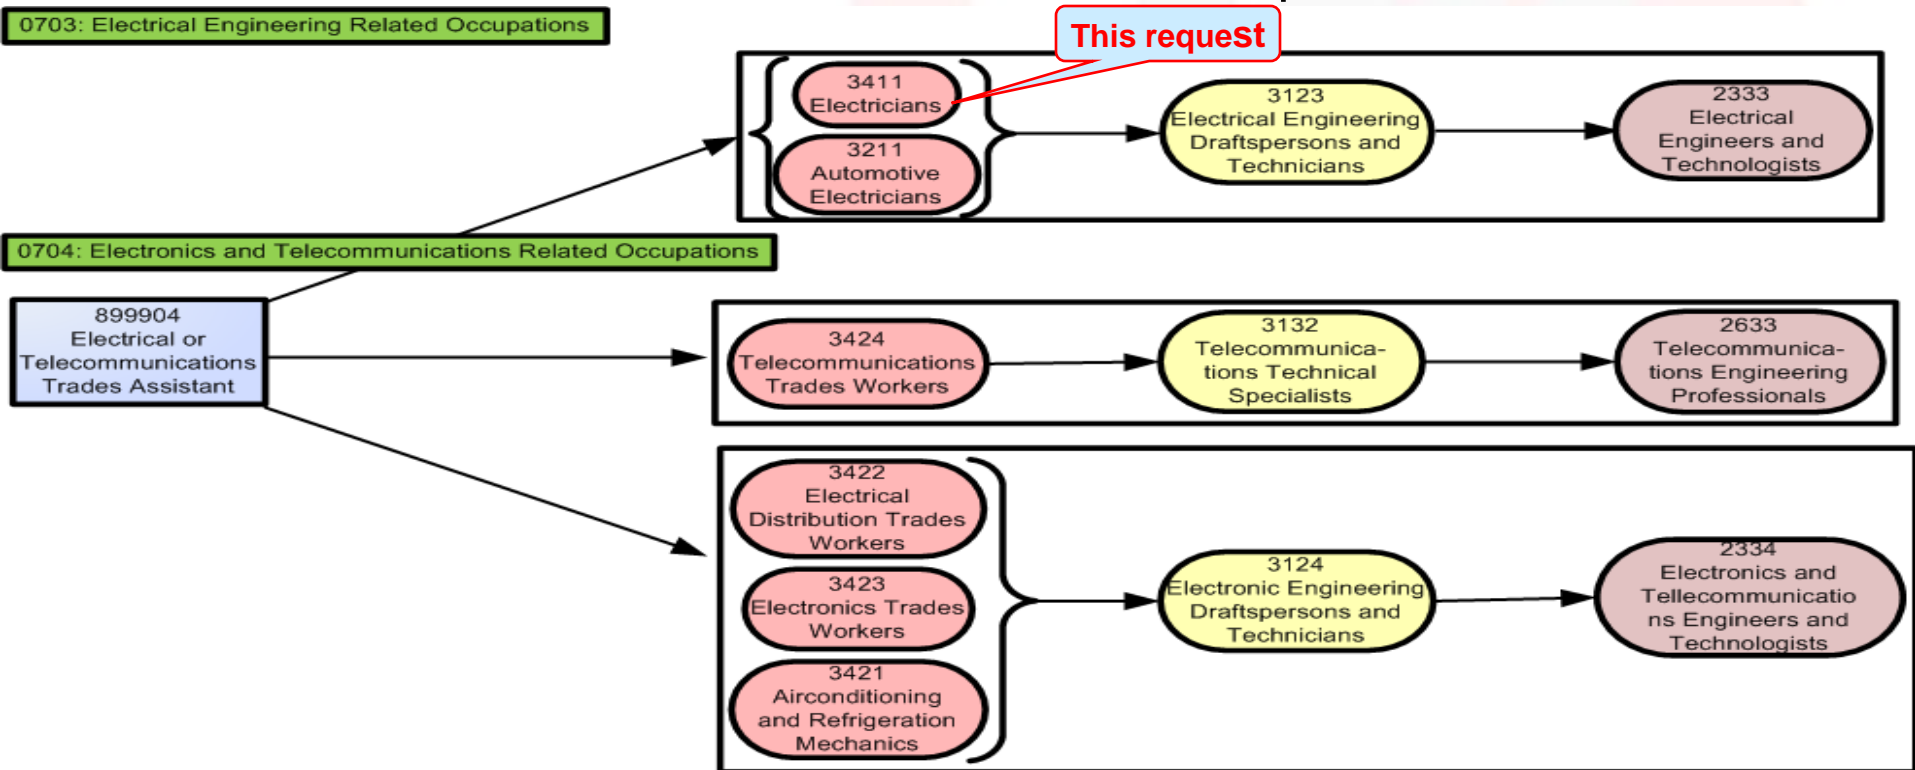 0703: Electrical Engineering Related Occupations
This request
3411
Electricians
3211
Automotive
Electricians
3123
Electrical Engineering
Draftspersons and
Technicians
2333
Electrical
Engineers and
Technologists
0704: Electronics and Telecommunications Related Occupations
899904
Electrical or
Telecommunications
Trades Assistant
3424
Telecommunications
Trades Workers
3132
Telecommunica-
tions Technical
Specialists
2633
Telecommunica-
tions Engineering
Professionals
3422
Electrical
Distribution Trades
Workers
3423
Electronics Trades
Workers
3421
Airconditioning
and Refrigeration
Mechanics
3124
Electronic Engineering
Draftspersons and
Technicians
2334
Electronics and
Tellecommunicatio
ns Engineers and
Technologists